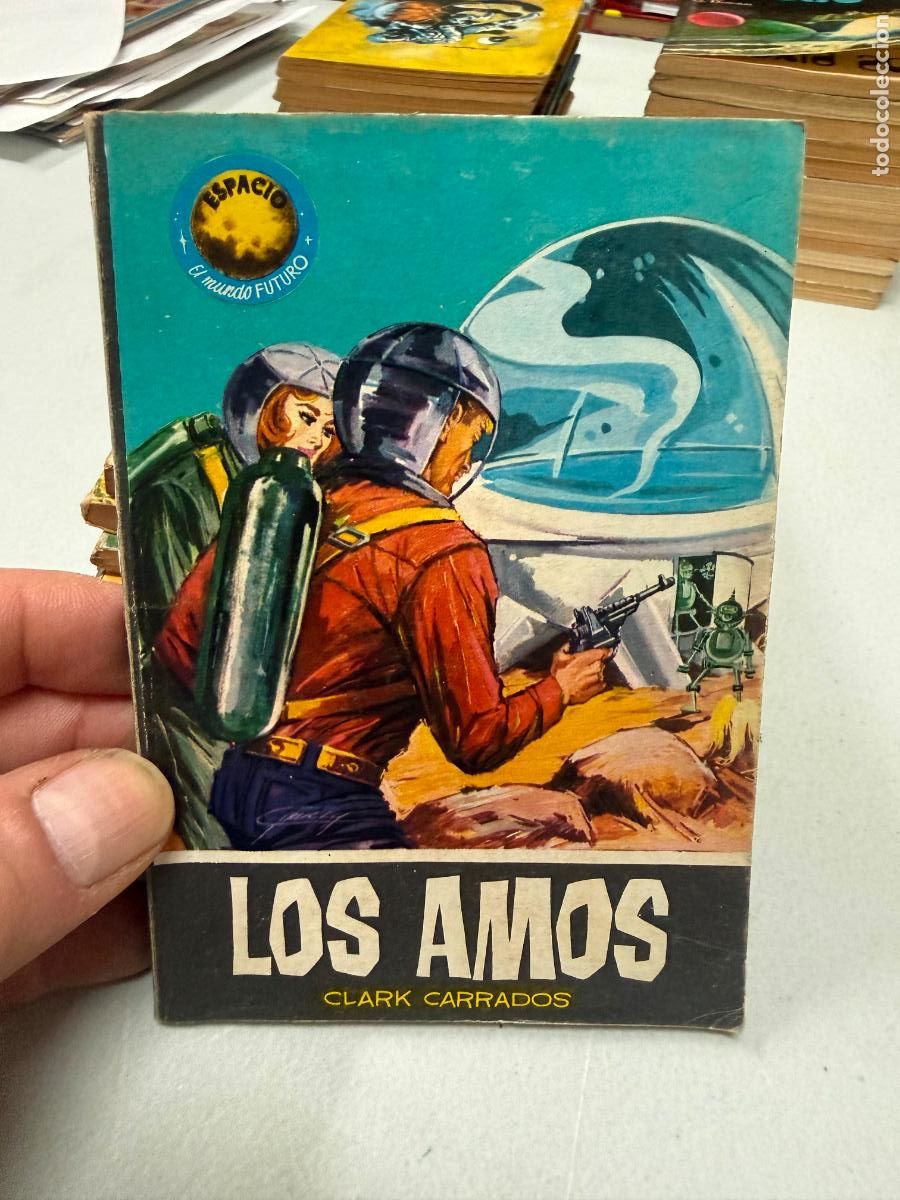 ESPACIO
El mundo FUTURO
LOS AMOS
CLARK CARRADOS
todocoleccion